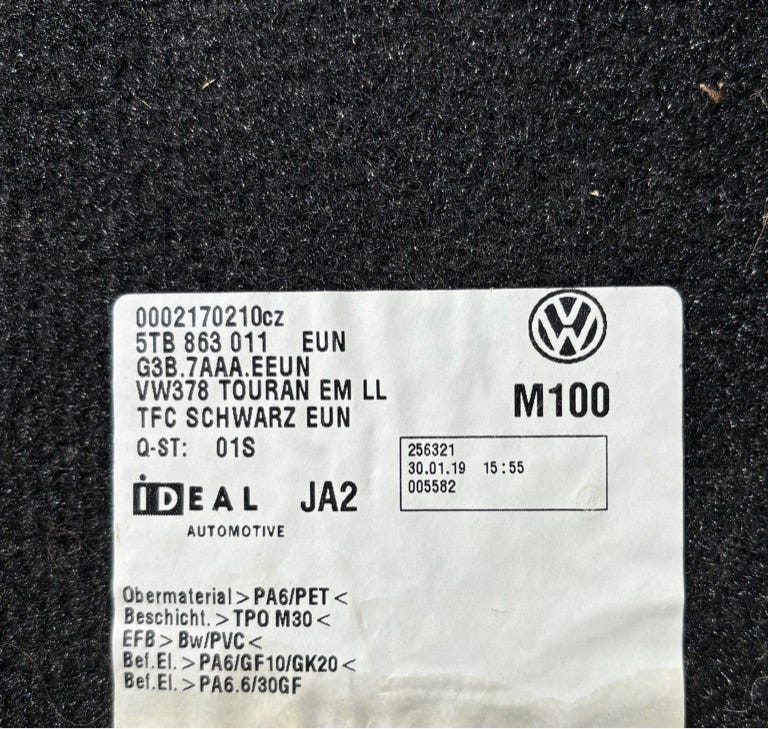 0002170210cz
5TB 863 011 EUN
G3B.7AAA.EEUN
VW378 TOURAN EM LL
TFC SCHWARZ EUN
Q-ST: 01S
VW
M100
256321
30.01.19 15:55
005582
iDEAL JA2
AUTOMOTIVE
Obermaterial >PA6/PET<
Beschicht. >TPO M30<
EFB >Bw/PVC<
Bef.El. >PA6/GF10/GK20<
Bef.El. >PA6.6/30GF